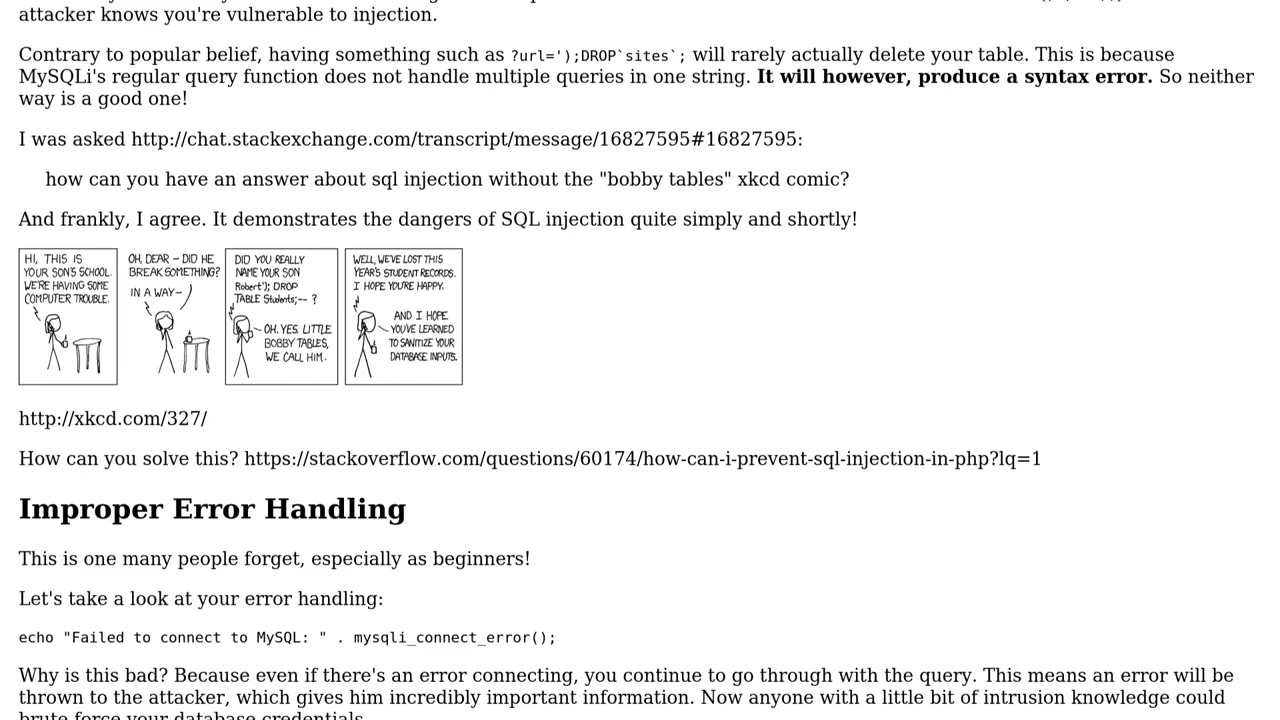 attacker knows you're vulnerable to injection.
Contrary to popular belief, having something such as ?url=');DROP`sites`; will rarely actually delete your table. This is because
MySQLi's regular query function does not handle multiple queries in one string. It will however, produce a syntax error. So neither
way is a good one!
I was asked http://chat.stackexchange.com/transcript/message/16827595#16827595:
how can you have an answer about sql injection without the "bobby tables" xkcd comic?
And frankly, I agree. It demonstrates the dangers of SQL injection quite simply and shortly!
HI, THIS IS
YOUR SON'S SCHOOL.
WE'RE HAVING SOME
COMPUTER TROUBLE.
OH, DEAR – DID HE
BREAK SOMETHING?
IN A WAY–
DID YOU REALLY
NAME YOUR SON
Robert'); DROP
TABLE Students;-- ?
OH. YES. LITTLE
BOBBY TABLES,
WE CALL HIM.
WELL, WE'VE LOST THIS
YEAR'S STUDENT RECORDS.
I HOPE YOU'RE HAPPY.
AND I HOPE
YOU'VE LEARNED
TO SANITIZE YOUR
DATABASE INPUTS.
http://xkcd.com/327/
How can you solve this? https://stackoverflow.com/questions/60174/how-can-i-prevent-sql-injection-in-php?lq=1
Improper Error Handling
This is one many people forget, especially as beginners!
Let's take a look at your error handling:
echo "Failed to connect to MySQL: " . mysqli_connect_error();
Why is this bad? Because even if there's an error connecting, you continue to go through with the query. This means an error will be
thrown to the attacker, which gives him incredibly important information. Now anyone with a little bit of intrusion knowledge could
brute force your database credentials.